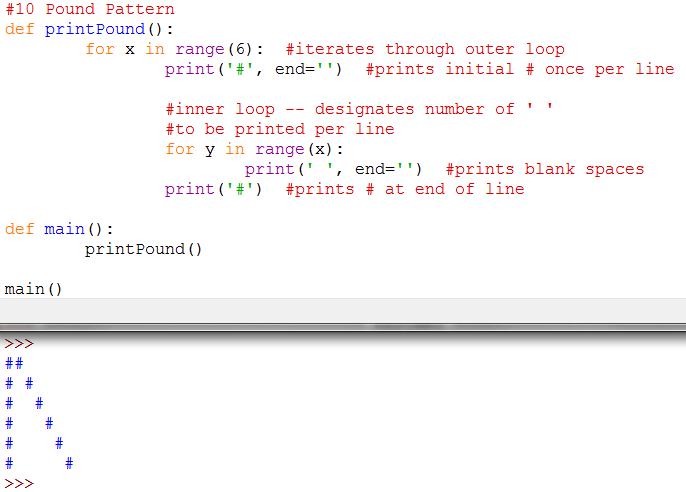 #10 Pound Pattern
def printPound():
        for x in range(6):  #iterates through outer loop
                print('#', end='')  #prints initial # once per line

                #inner loop -- designates number of ' '
                #to be printed per line
                for y in range(x):
                        print(' ', end='')  #prints blank spaces
                print('#')  #prints # at end of line

def main():
        printPound()

main()
>>>
##
# #
#  #
#   #
#    #
#     #
>>>